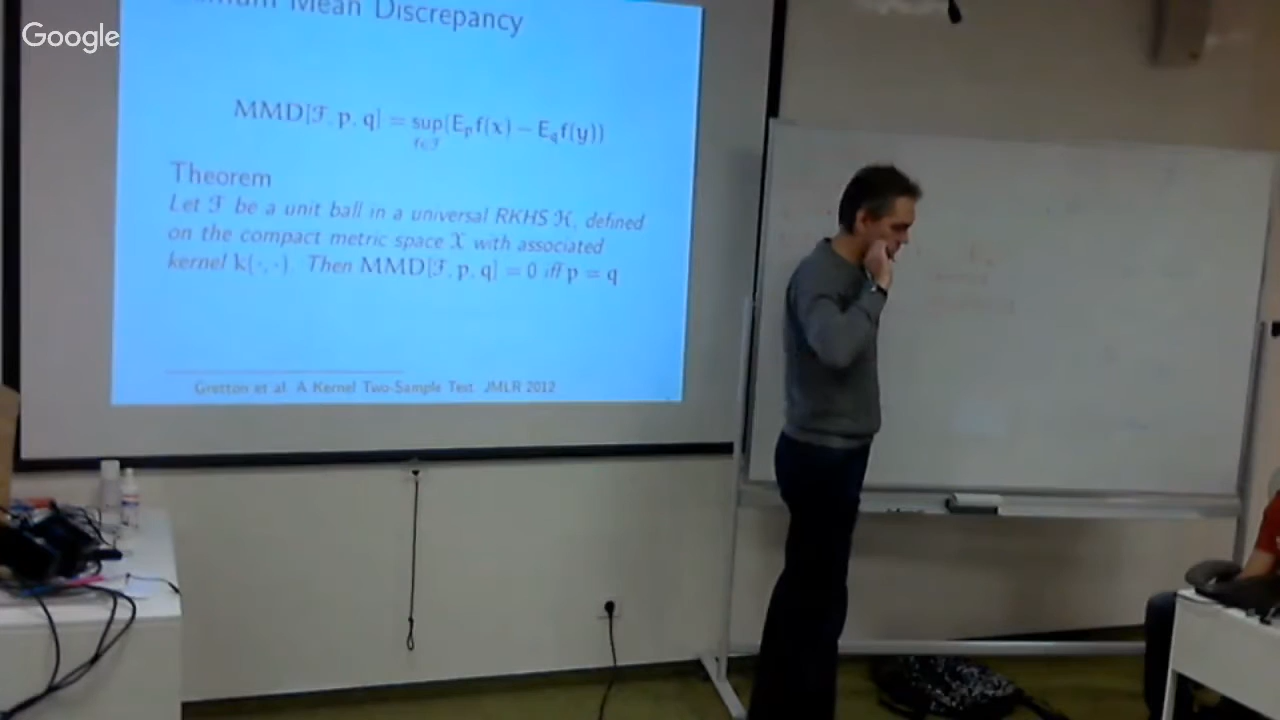 Google
Mean Discrepancy
MMD[ℱ, p, q] = sup(E_p f(x) − E_q f(y))
f∈ℱ
Theorem
Let ℱ be a unit ball in a universal RKHS ℋ, defined
on the compact metric space 𝒳 with associated
kernel k(·,·). Then MMD[ℱ, p, q] = 0 iff p = q
Gretton et al. A Kernel Two-Sample Test. JMLR 2012